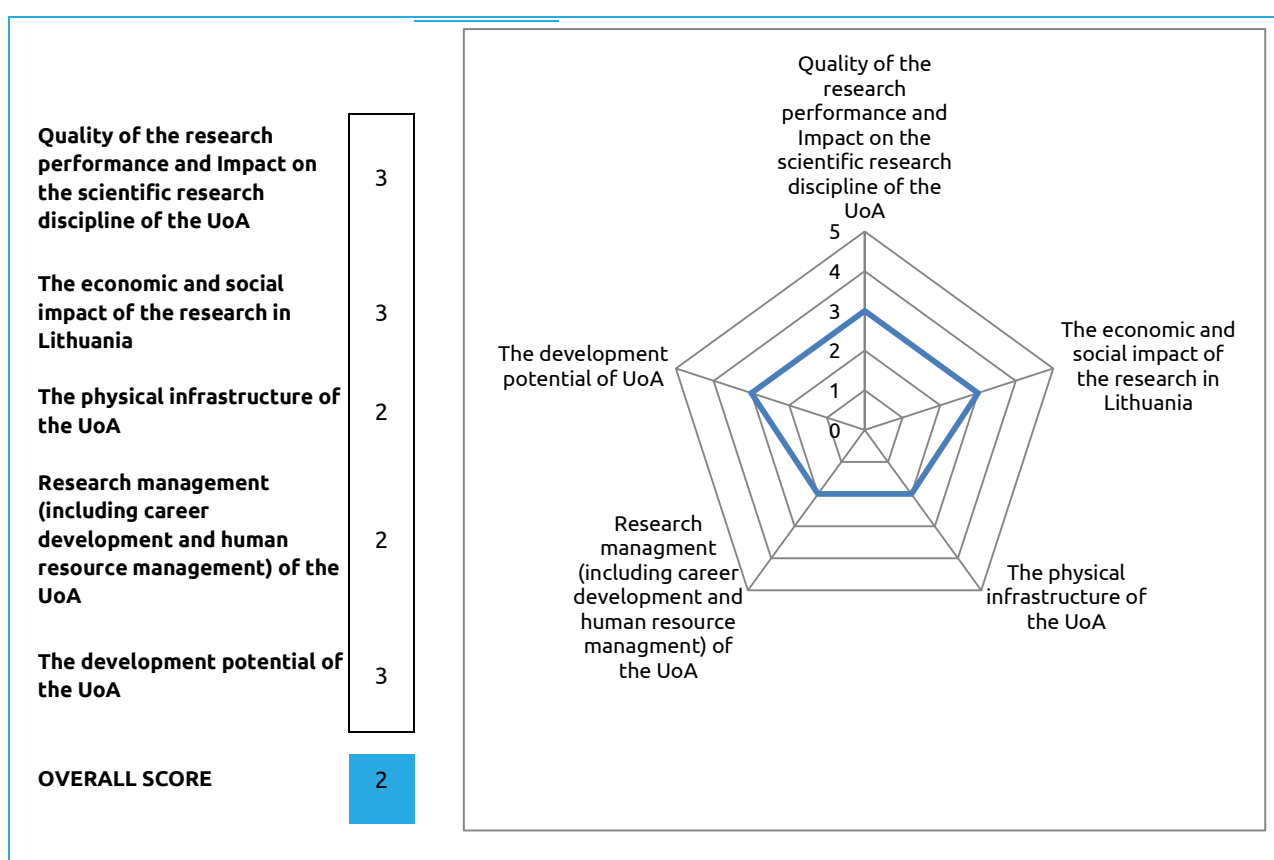 Quality of the research
performance and Impact on
the scientific research
discipline of the UoA
3
The economic and social
impact of the research in
Lithuania
3
The physical infrastructure of
the UoA
2
Research management
(including career
development and human
resource management) of the
UoA
2
The development potential of
the UoA
3
OVERALL SCORE
2
Quality of the
research
performance and
Impact on the
scientific research
discipline of the
UoA
5
4
3
2
1
0
The economic and
social impact of
the research in
Lithuania
The physical
infrastructure of
the UoA
Research
managment
(including career
development and
human resource
managment) of
the UoA
The development
potential of UoA